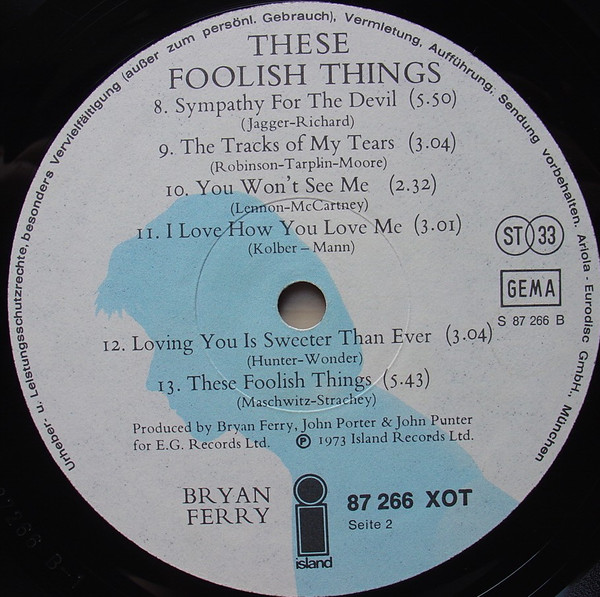 Urheber- u. Leistungsschutzrechte, besonders Vervielfältigung (außer zum persönl. Gebrauch), Vermietung, Aufführung, Sendung vorbehalten. Ariola-Eurodisc GmbH., München
THESE
FOOLISH THINGS
8. Sympathy For The Devil (5.50)
(Jagger-Richard)
9. The Tracks of My Tears (3.04)
(Robinson-Tarplin-Moore)
10. You Won't See Me (2.32)
(Lennon-McCartney)
11. I Love How You Love Me (3.01)
(Kolber – Mann)
ST 33
GEMA
S 87 266 B
12. Loving You Is Sweeter Than Ever (3.04)
(Hunter-Wonder)
13. These Foolish Things (5.43)
(Maschwitz-Strachey)
Produced by Bryan Ferry, John Porter & John Punter
for E.G. Records Ltd. ℗ 1973 Island Records Ltd.
BRYAN
FERRY
island
87 266 XOT
Seite 2